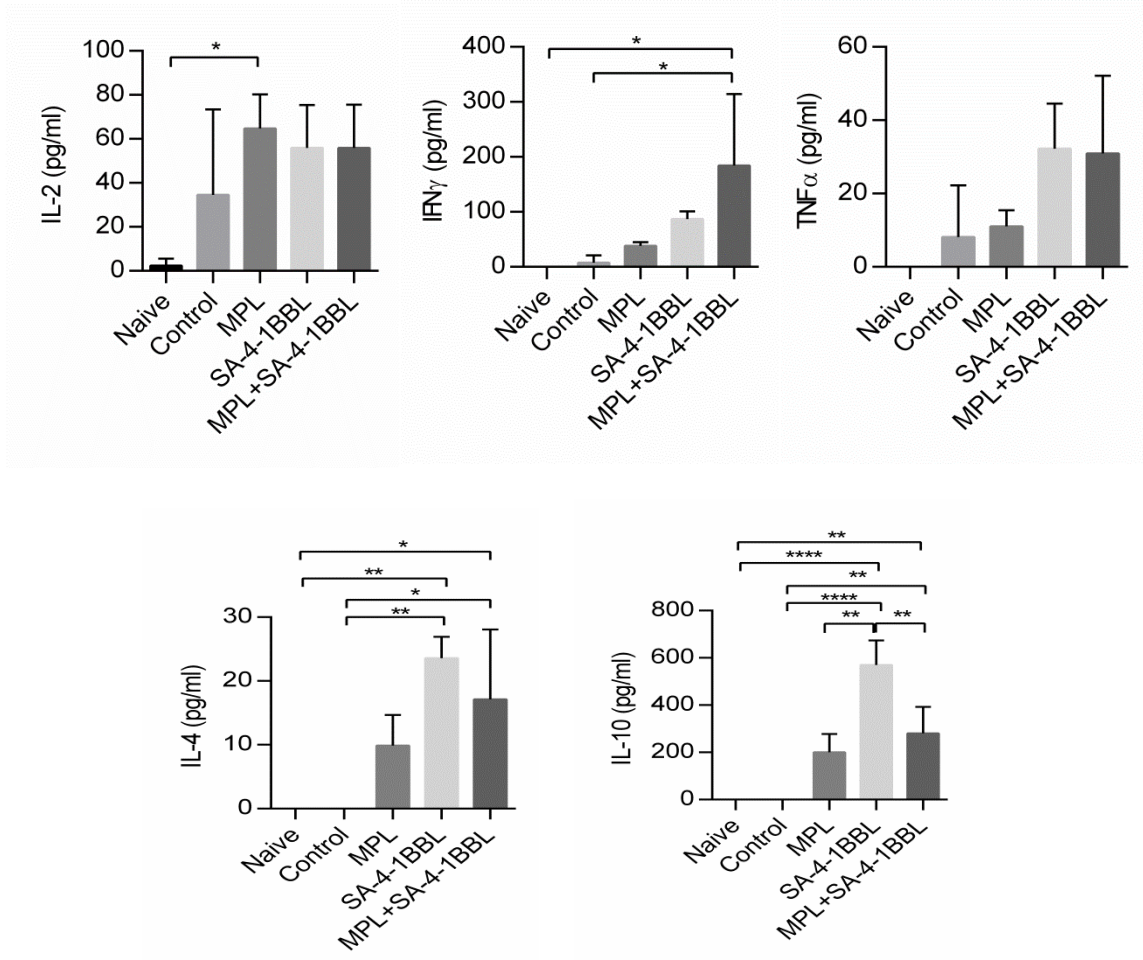 IL-2 (pg/ml)
100
80
60
40
20
0
*
Naive
Control
MPL
SA-4-1BBL
MPL+SA-4-1BBL
IFNγ (pg/ml)
400
300
200
100
0
*
*
Naive
Control
MPL
SA-4-1BBL
MPL+SA-4-1BBL
TNFα (pg/ml)
60
40
20
0
Naive
Control
MPL
SA-4-1BBL
MPL+SA-4-1BBL
IL-4 (pg/ml)
30
20
10
0
*
**
*
**
Naive
Control
MPL
SA-4-1BBL
MPL+SA-4-1BBL
IL-10 (pg/ml)
800
600
400
200
0
**
****
**
****
** **
Naive
Control
MPL
SA-4-1BBL
MPL+SA-4-1BBL